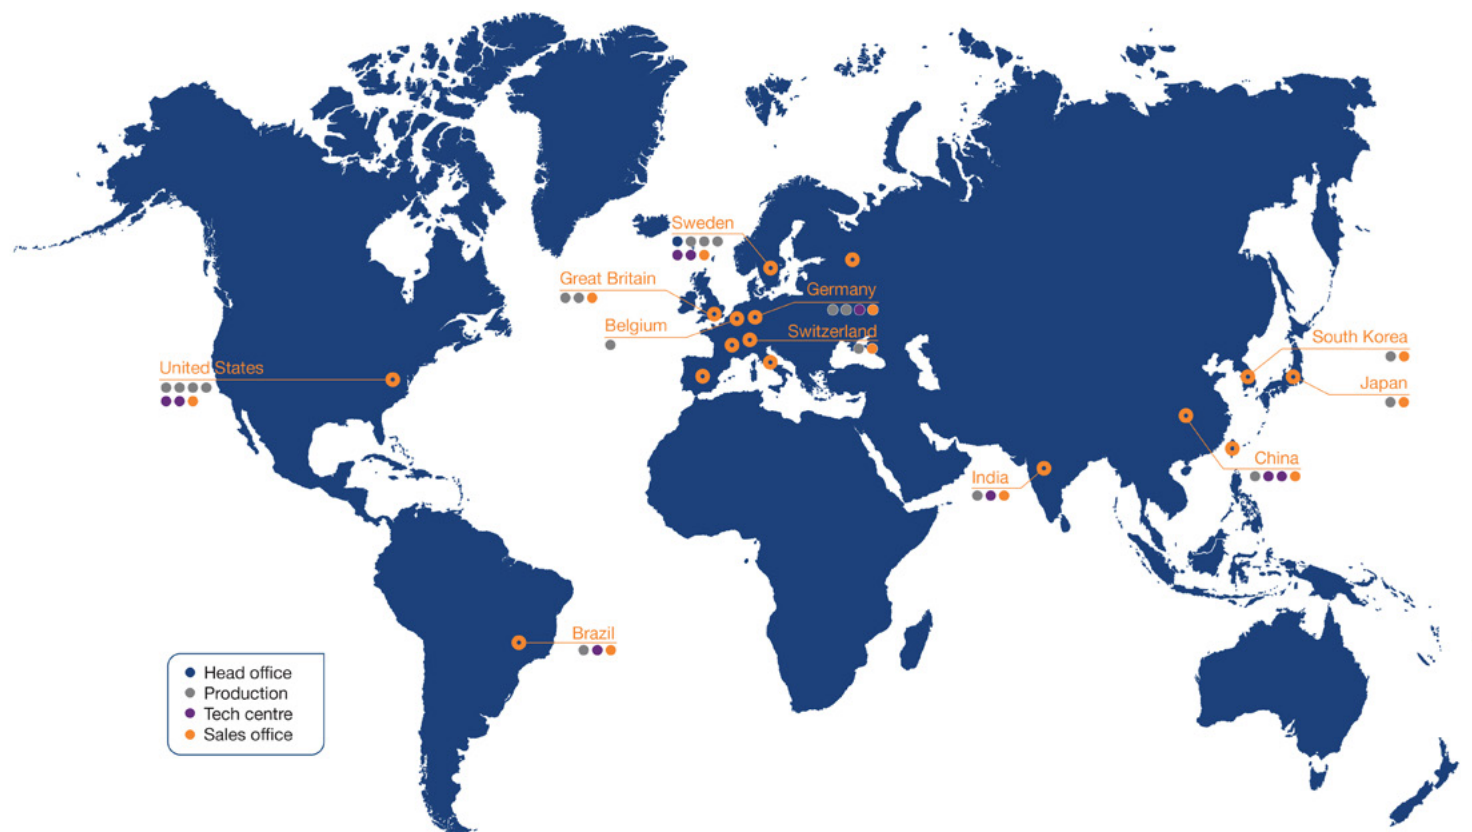 Sweden
Great Britain
Germany
Belgium
Switzerland
South Korea
United States
Japan
China
India
Brazil
Head office
Production
Tech centre
Sales office